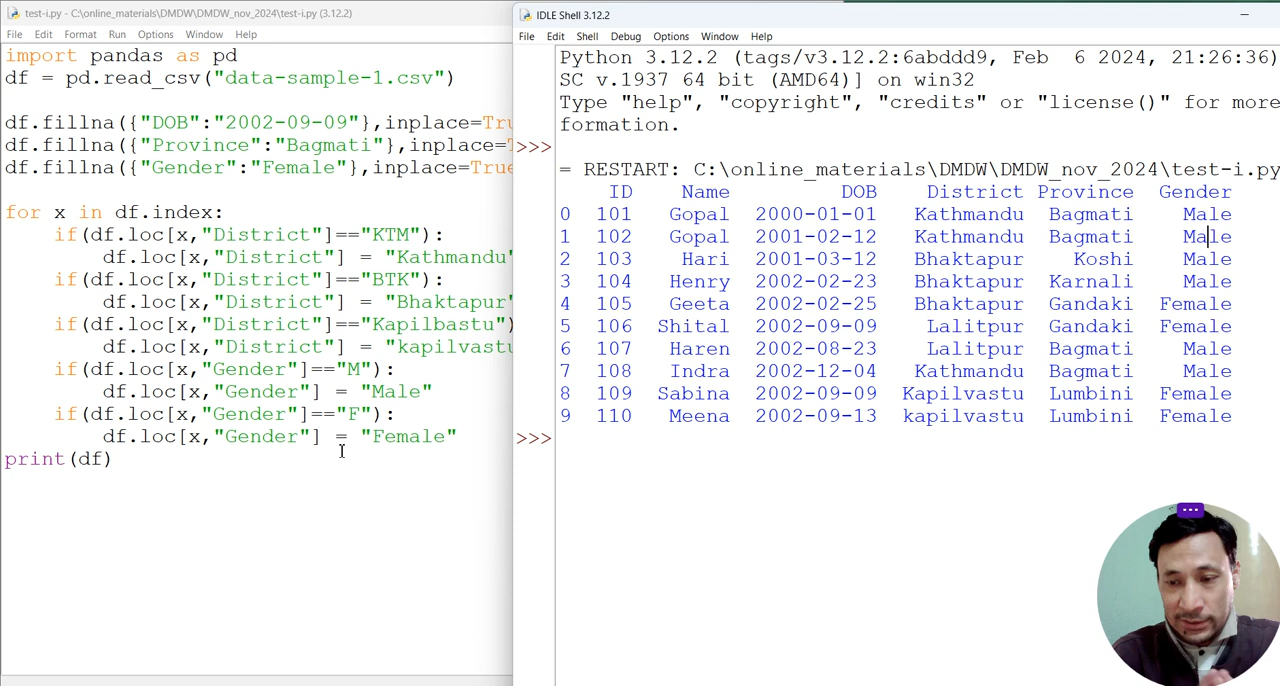 test-i.py - C:\online_materials\DMDW\DMDW_nov_2024\test-i.py (3.12.2)
File Edit Format Run Options Window Help
import pandas as pd
df = pd.read_csv("data-sample-1.csv")
df.fillna({"DOB":"2002-09-09"},inplace=Tru
df.fillna({"Province":"Bagmati"},inplace=T
df.fillna({"Gender":"Female"},inplace=True
for x in df.index:
    if(df.loc[x,"District"]=="KTM"):
        df.loc[x,"District"] = "Kathmandu"
    if(df.loc[x,"District"]=="BTK"):
        df.loc[x,"District"] = "Bhaktapur"
    if(df.loc[x,"District"]=="Kapilbastu")
        df.loc[x,"District"] = "kapilvastu
    if(df.loc[x,"Gender"]=="M"):
        df.loc[x,"Gender"] = "Male"
    if(df.loc[x,"Gender"]=="F"):
        df.loc[x,"Gender"] = "Female"
print(df)
IDLE Shell 3.12.2
File Edit Shell Debug Options Window Help
Python 3.12.2 (tags/v3.12.2:6abddd9, Feb  6 2024, 21:26:36)
SC v.1937 64 bit (AMD64)] on win32
Type "help", "copyright", "credits" or "license()" for more
formation.
>>>
= RESTART: C:\online_materials\DMDW\DMDW_nov_2024\test-i.py
ID Name DOB District Province Gender
0 101 Gopal 2000-01-01 Kathmandu Bagmati Male
1 102 Gopal 2001-02-12 Kathmandu Bagmati Male
2 103 Hari 2001-03-12 Bhaktapur Koshi Male
3 104 Henry 2002-02-23 Bhaktapur Karnali Male
4 105 Geeta 2002-02-25 Bhaktapur Gandaki Female
5 106 Shital 2002-09-09 Lalitpur Gandaki Female
6 107 Haren 2002-08-23 Lalitpur Bagmati Male
7 108 Indra 2002-12-04 Kathmandu Bagmati Male
8 109 Sabina 2002-09-09 Kapilvastu Lumbini Female
9 110 Meena 2002-09-13 kapilvastu Lumbini Female
>>>